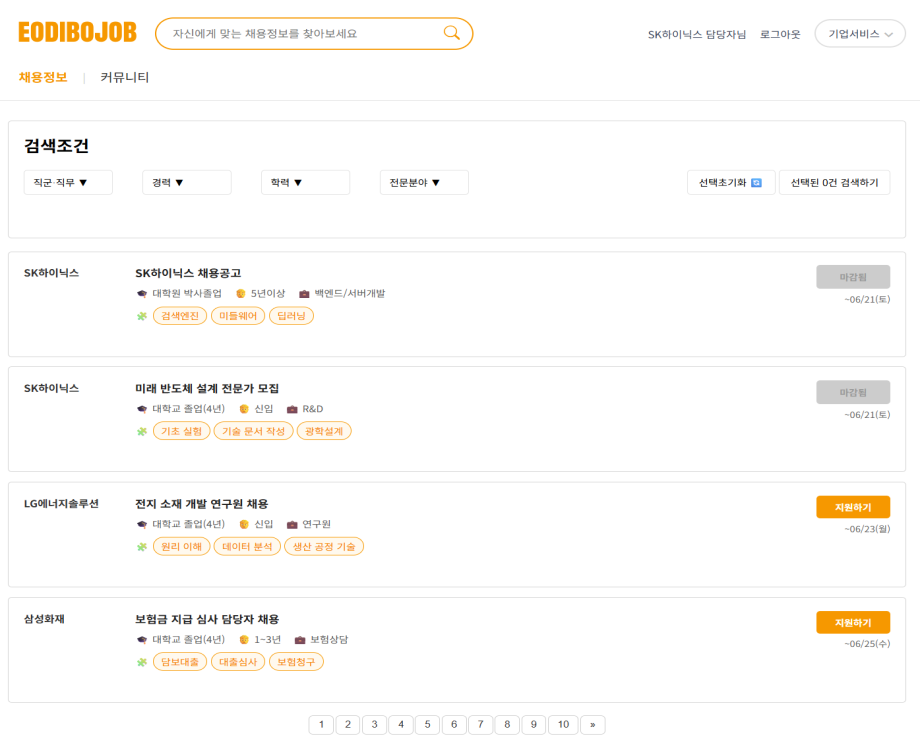 EODIBOJOB
자신에게 맞는 채용정보를 찾아보세요
SK하이닉스 담당자님 로그아웃 기업서비스
채용정보 | 커뮤니티
검색조건
직군·직무 ▼ 경력 ▼ 학력 ▼ 전문분야 ▼ 선택초기화 선택된 0건 검색하기
SK하이닉스 SK하이닉스 채용공고 마감됨
대학원 박사졸업 5년이상 백엔드/서버개발 ~06/21(토)
검색엔진 미들웨어 딥러닝
SK하이닉스 미래 반도체 설계 전문가 모집 마감됨
대학교 졸업(4년) 신입 R&D ~06/21(토)
기초 실험 기술 문서 작성 광학설계
LG에너지솔루션 전지 소재 개발 연구원 채용 지원하기
대학교 졸업(4년) 신입 연구원 ~06/23(월)
원리 이해 데이터 분석 생산 공정 기술
삼성화재 보험금 지급 심사 담당자 채용 지원하기
대학교 졸업(4년) 1~3년 보험상담 ~06/25(수)
담보대출 대출심사 보험청구
1 2 3 4 5 6 7 8 9 10 »